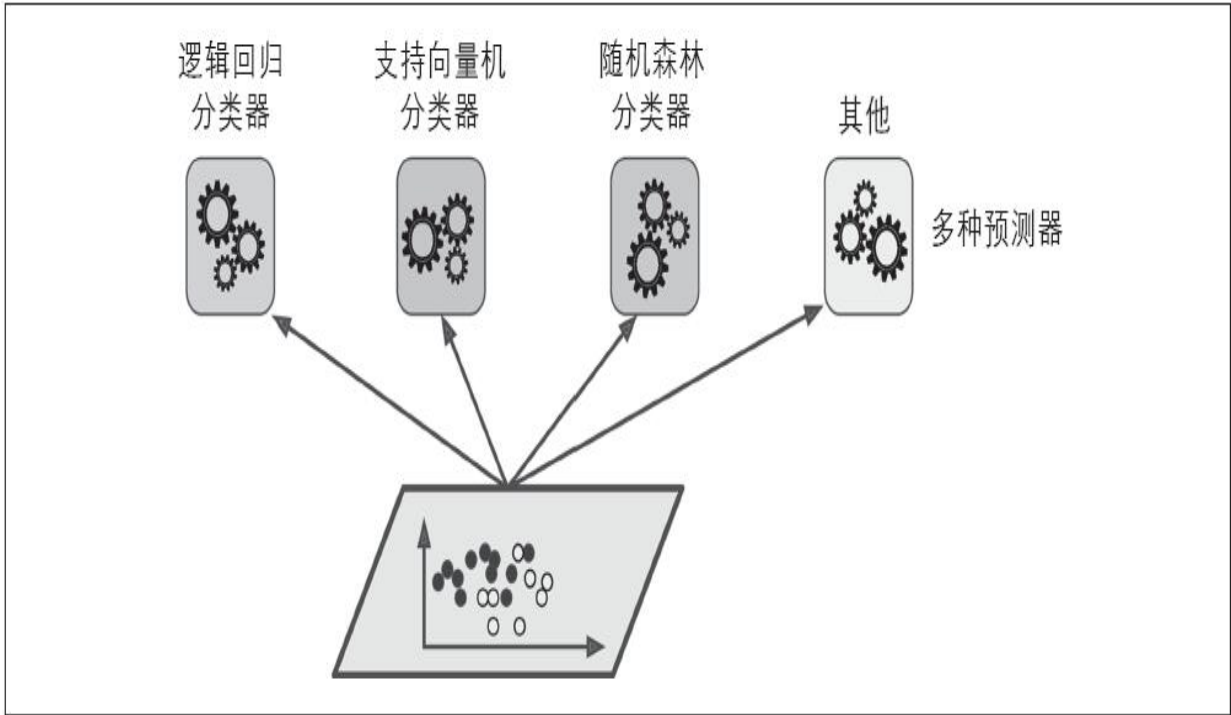 逻辑回归
分类器
支持向量机
分类器
随机森林
分类器
其他
多种预测器